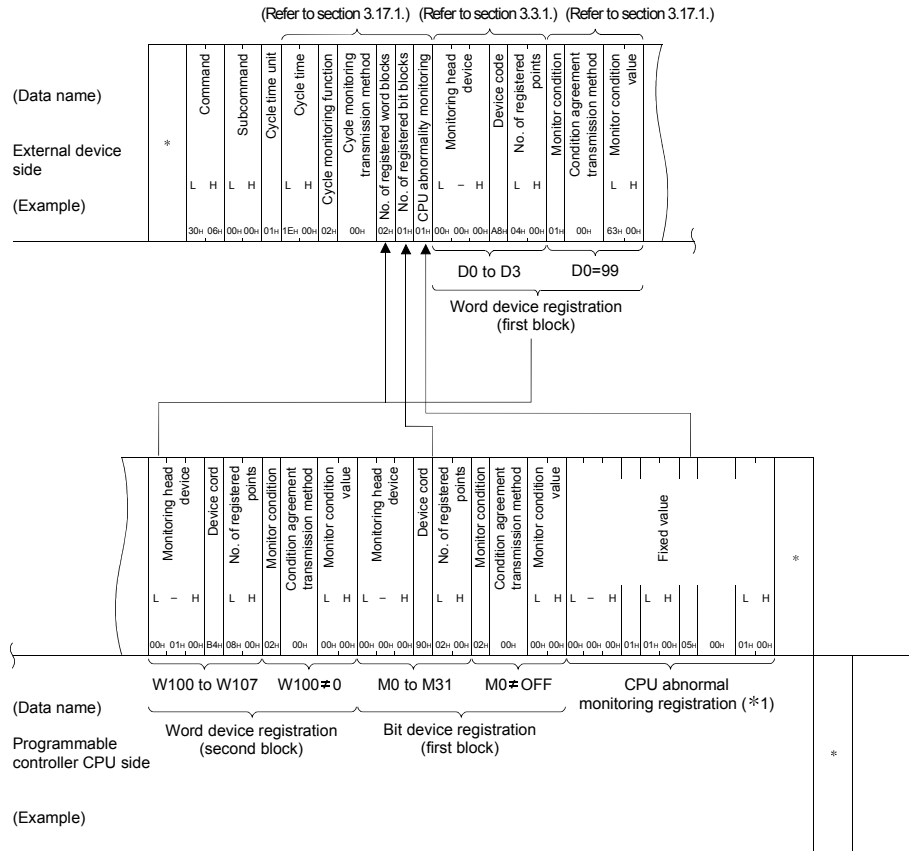 (Refer to section 3.17.1.) (Refer to section 3.3.1.) (Refer to section 3.17.1.)
(Data name)
External device
side
(Example)
*
Command
Subcommand
Cycle time unit
Cycle time
Cycle monitoring function
Cycle monitoring
transmission method
No. of registered word blocks
No. of registered bit blocks
CPU abnormality monitoring
Monitoring head
device
Device code
No. of registered
points
Monitor condition
Condition agreement
transmission method
Monitor condition
value
L H L H L H L – H L H L H
30H 06H 00H 00H 01H 1EH 00H 02H 00H 02H 01H 01H 00H 00H 00H A8H 04H 00H 01H 00H 63H 00H
D0 to D3 D0=99
Word device registration
(first block)
Monitoring head
device
Device cord
No. of registered
points
Monitor condition
Condition agreement
transmission method
Monitor condition
value
Monitoring head
device
Device cord
No. of registered
points
Monitor condition
Condition agreement
transmission method
Monitor condition
value
Fixed value
*
L – H L H L H L – H L H L H L – H L H L H
00H 01H 00H B4H 08H 00H 02H 00H 00H 00H 00H 00H 00H 90H 02H 00H 02H 00H 00H 00H 00H 00H 00H 01H 01H 00H 05H 00H 01H 00H
W100 to W107 W100≠0 M0 to M31 M0≠OFF CPU abnormal
monitoring registration (*1)
Word device registration
(second block)
Bit device registration
(first block)
(Data name)
Programmable
controller CPU side
(Example)
*